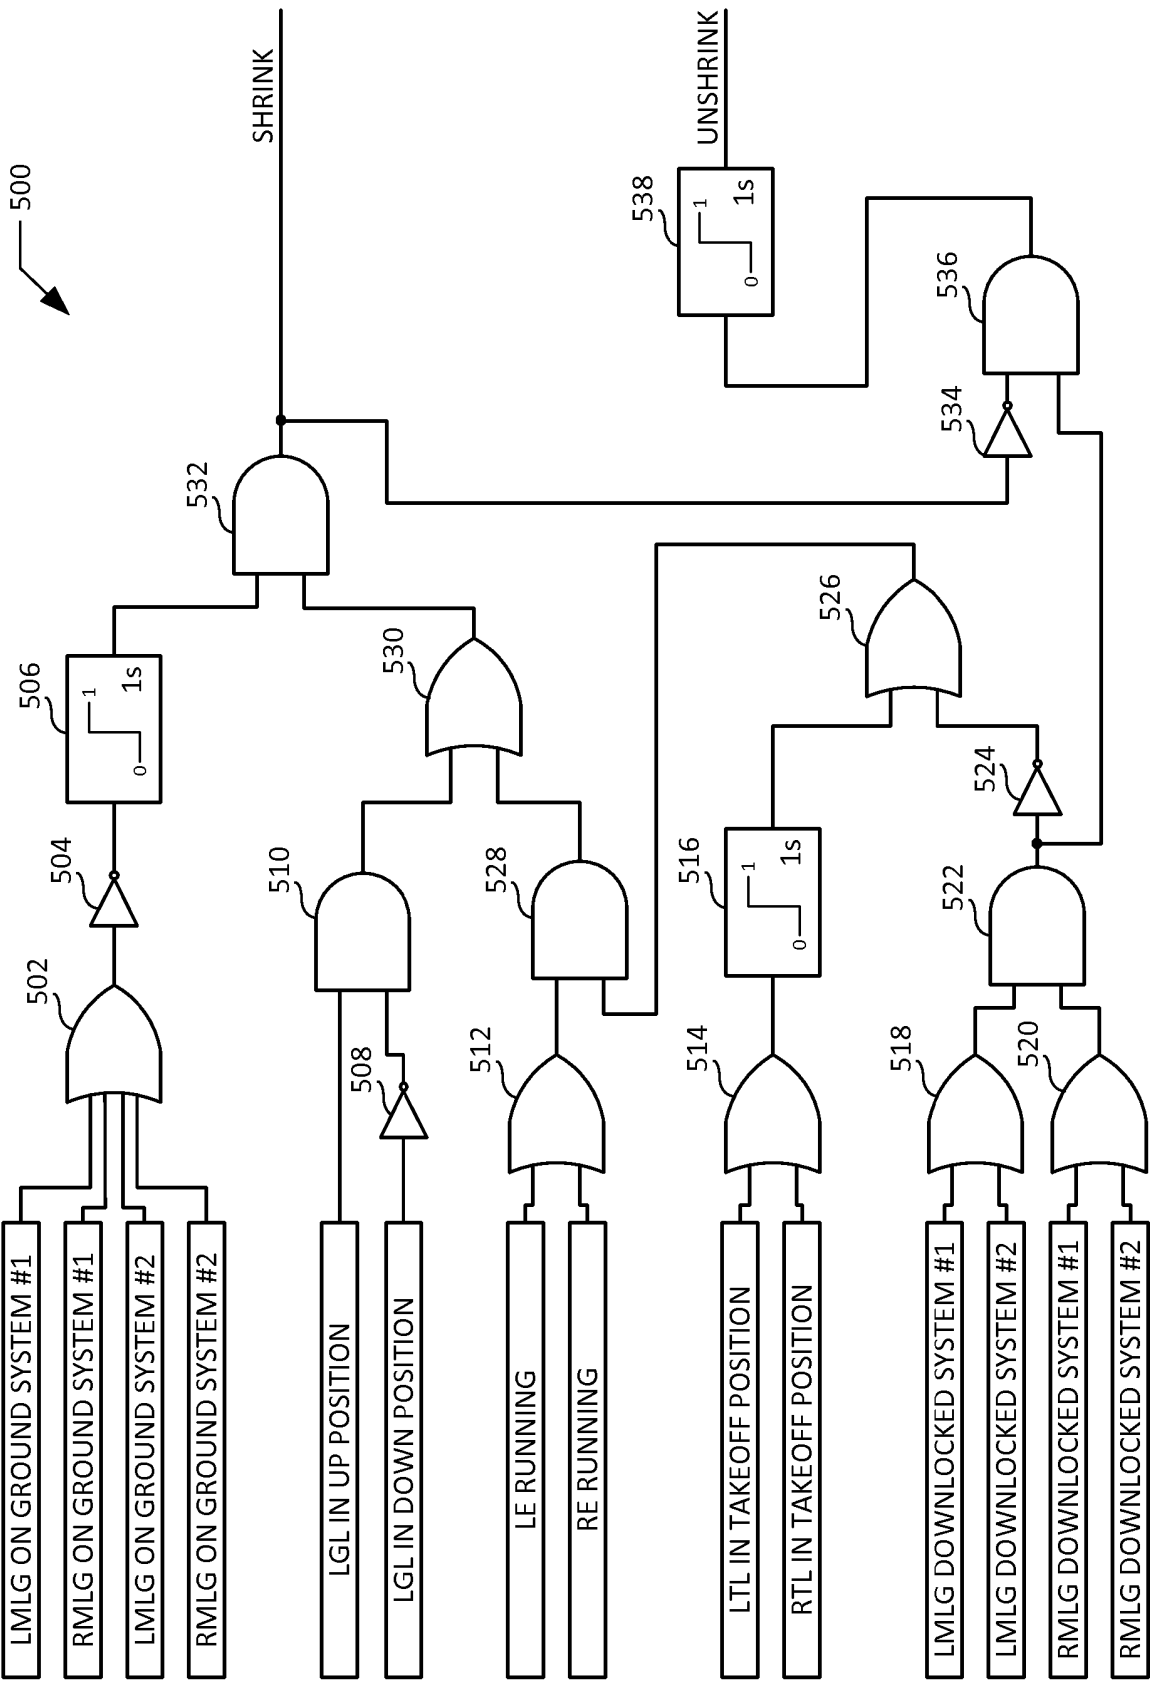 500
LMLG ON GROUND SYSTEM #1
RMLG ON GROUND SYSTEM #1
LMLG ON GROUND SYSTEM #2
RMLG ON GROUND SYSTEM #2
502
504
506
0
1
1s
532
SHRINK
LGL IN UP POSITION
LGL IN DOWN POSITION
508
510
530
LE RUNNING
RE RUNNING
512
528
LTL IN TAKEOFF POSITION
RTL IN TAKEOFF POSITION
514
516
0
1
1s
526
538
0
1
1s
UNSHRINK
LMLG DOWNLOCKED SYSTEM #1
LMLG DOWNLOCKED SYSTEM #2
RMLG DOWNLOCKED SYSTEM #1
RMLG DOWNLOCKED SYSTEM #2
518
520
522
524
534
536